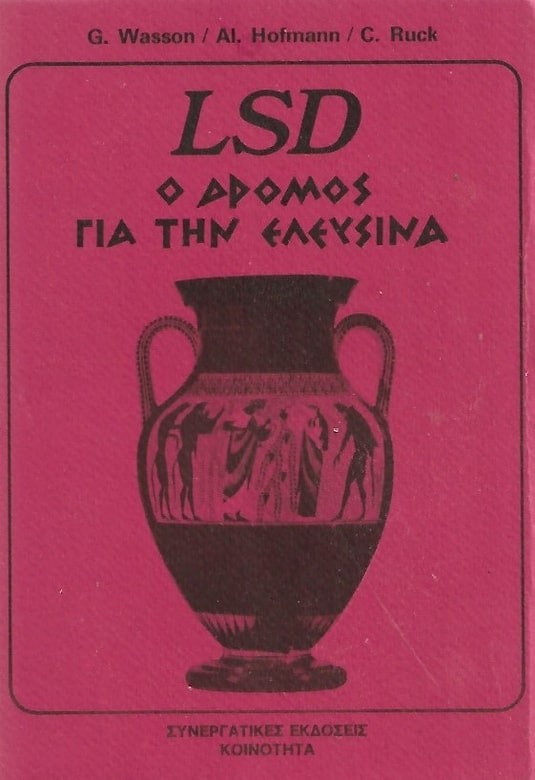 G. Wasson / Al. Hofmann / C. Ruck
LSD
Ο ΔΡΟΜΟΣ
ΓΙΑ ΤΗΝ ΕΛΕΥΣΙΝΑ
ΣΥΝΕΡΓΑΤΙΚΕΣ ΕΚΔΟΣΕΙΣ
ΚΟΙΝΟΤΗΤΑ